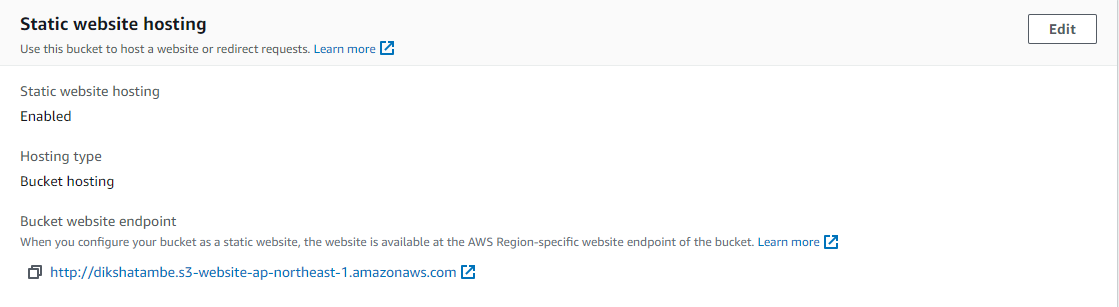 Static website hosting
Edit
Use this bucket to host a website or redirect requests. Learn more
Static website hosting
Enabled
Hosting type
Bucket hosting
Bucket website endpoint
When you configure your bucket as a static website, the website is available at the AWS Region-specific website endpoint of the bucket. Learn more
http://dikshatambe.s3-website-ap-northeast-1.amazonaws.com